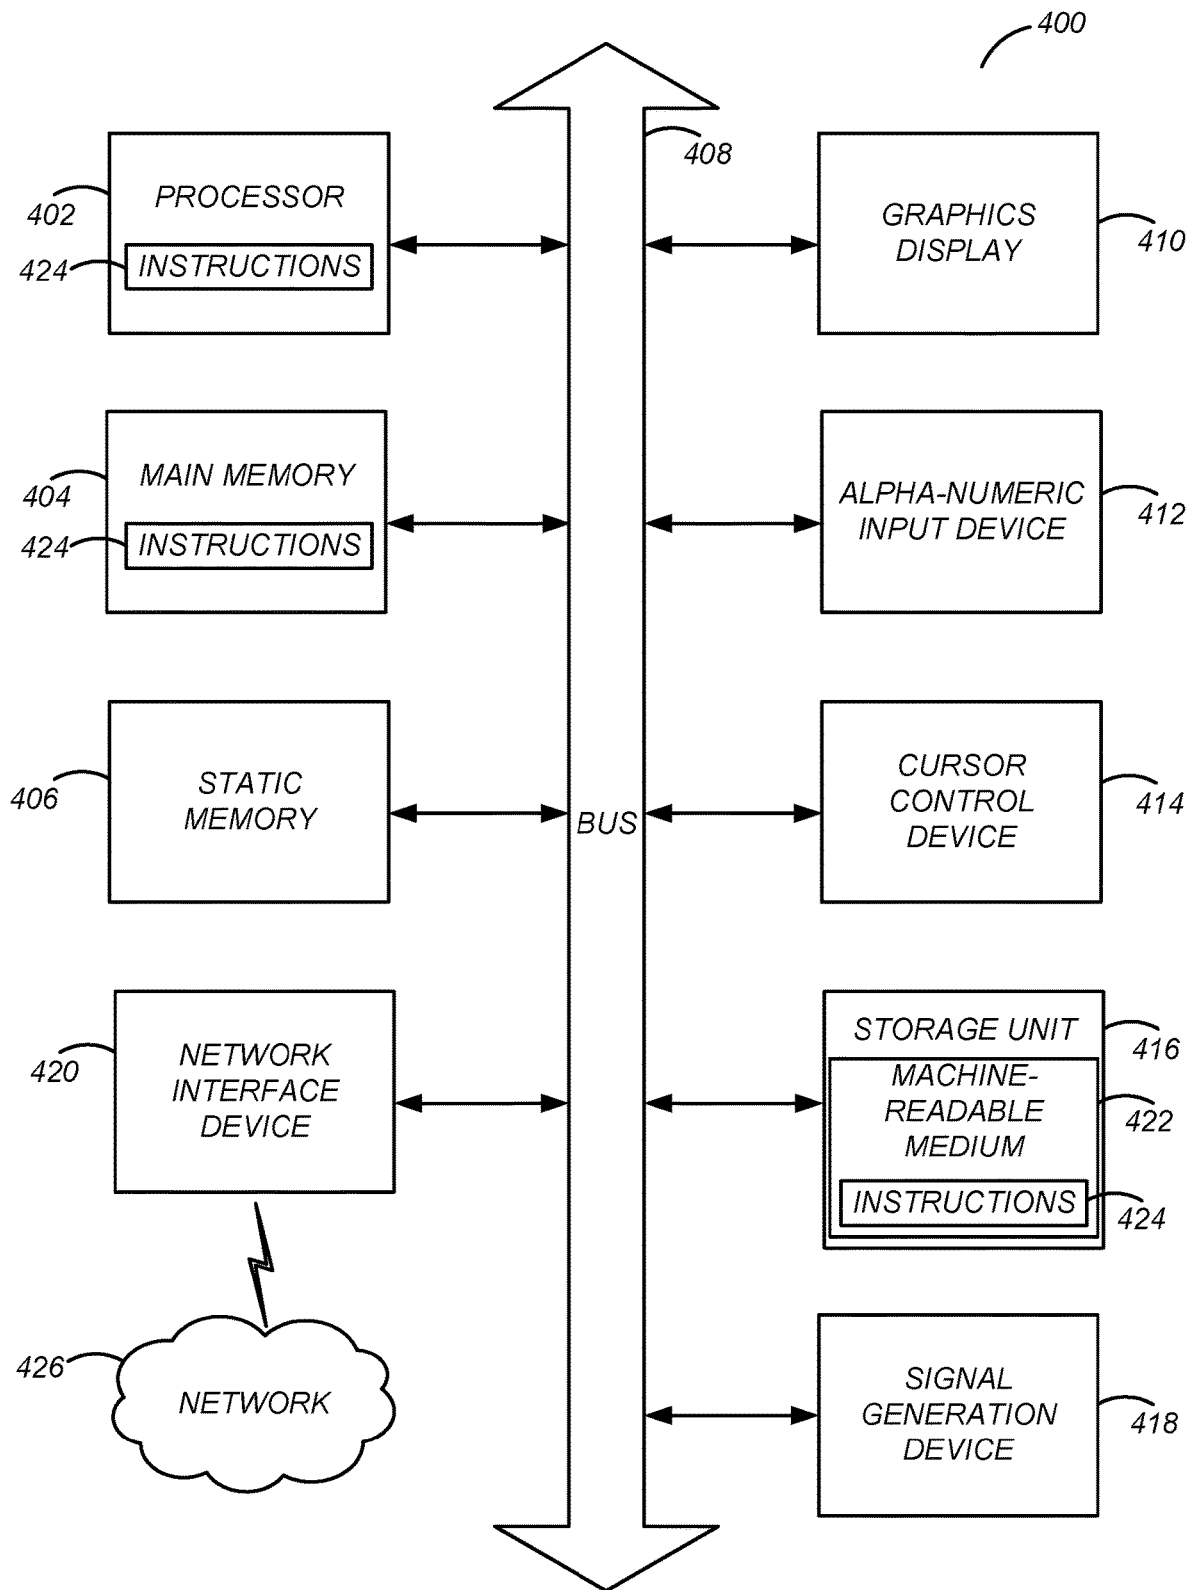 400
408
PROCESSOR
402
424
INSTRUCTIONS
GRAPHICS
DISPLAY
410
MAIN MEMORY
404
424
INSTRUCTIONS
ALPHA-NUMERIC
INPUT DEVICE
412
STATIC
MEMORY
406
BUS
CURSOR
CONTROL
DEVICE
414
NETWORK
INTERFACE
DEVICE
420
STORAGE UNIT
416
MACHINE-
READABLE
MEDIUM
422
INSTRUCTIONS
424
426
NETWORK
SIGNAL
GENERATION
DEVICE
418